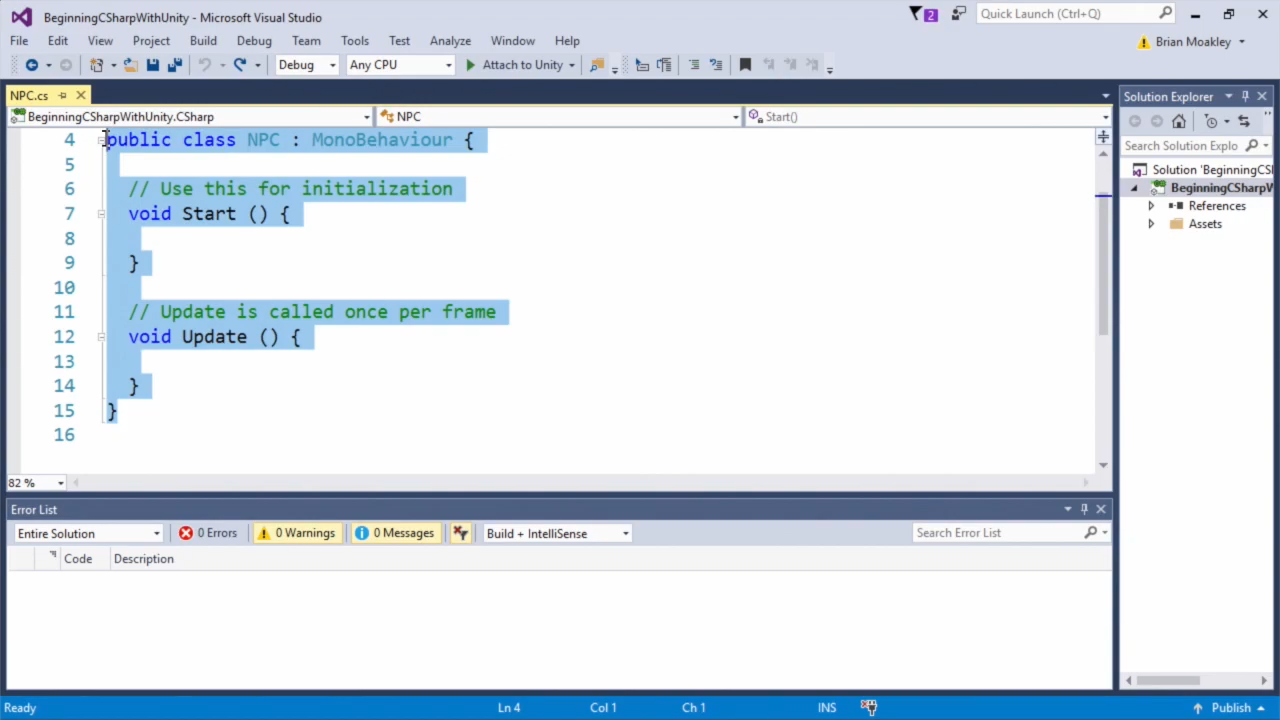 BeginningCSharpWithUnity - Microsoft Visual Studio
2
Quick Launch (Ctrl+Q)
File Edit View Project Build Debug Team Tools Test Analyze Window Help
Brian Moakley
Debug Any CPU Attach to Unity
NPC.cs
Solution Explorer
BeginningCSharpWithUnity.CSharp NPC Start()
Search Solution Explo
Solution 'BeginningCS
BeginningCSharpW
References
Assets
4 public class NPC : MonoBehaviour {
5
6 // Use this for initialization
7 void Start () {
8
9 }
10
11 // Update is called once per frame
12 void Update () {
13
14 }
15 }
16
82 %
Error List
Entire Solution 0 Errors 0 Warnings 0 Messages Build + IntelliSense Search Error List
Code Description
Ready Ln 4 Col 1 Ch 1 INS Publish